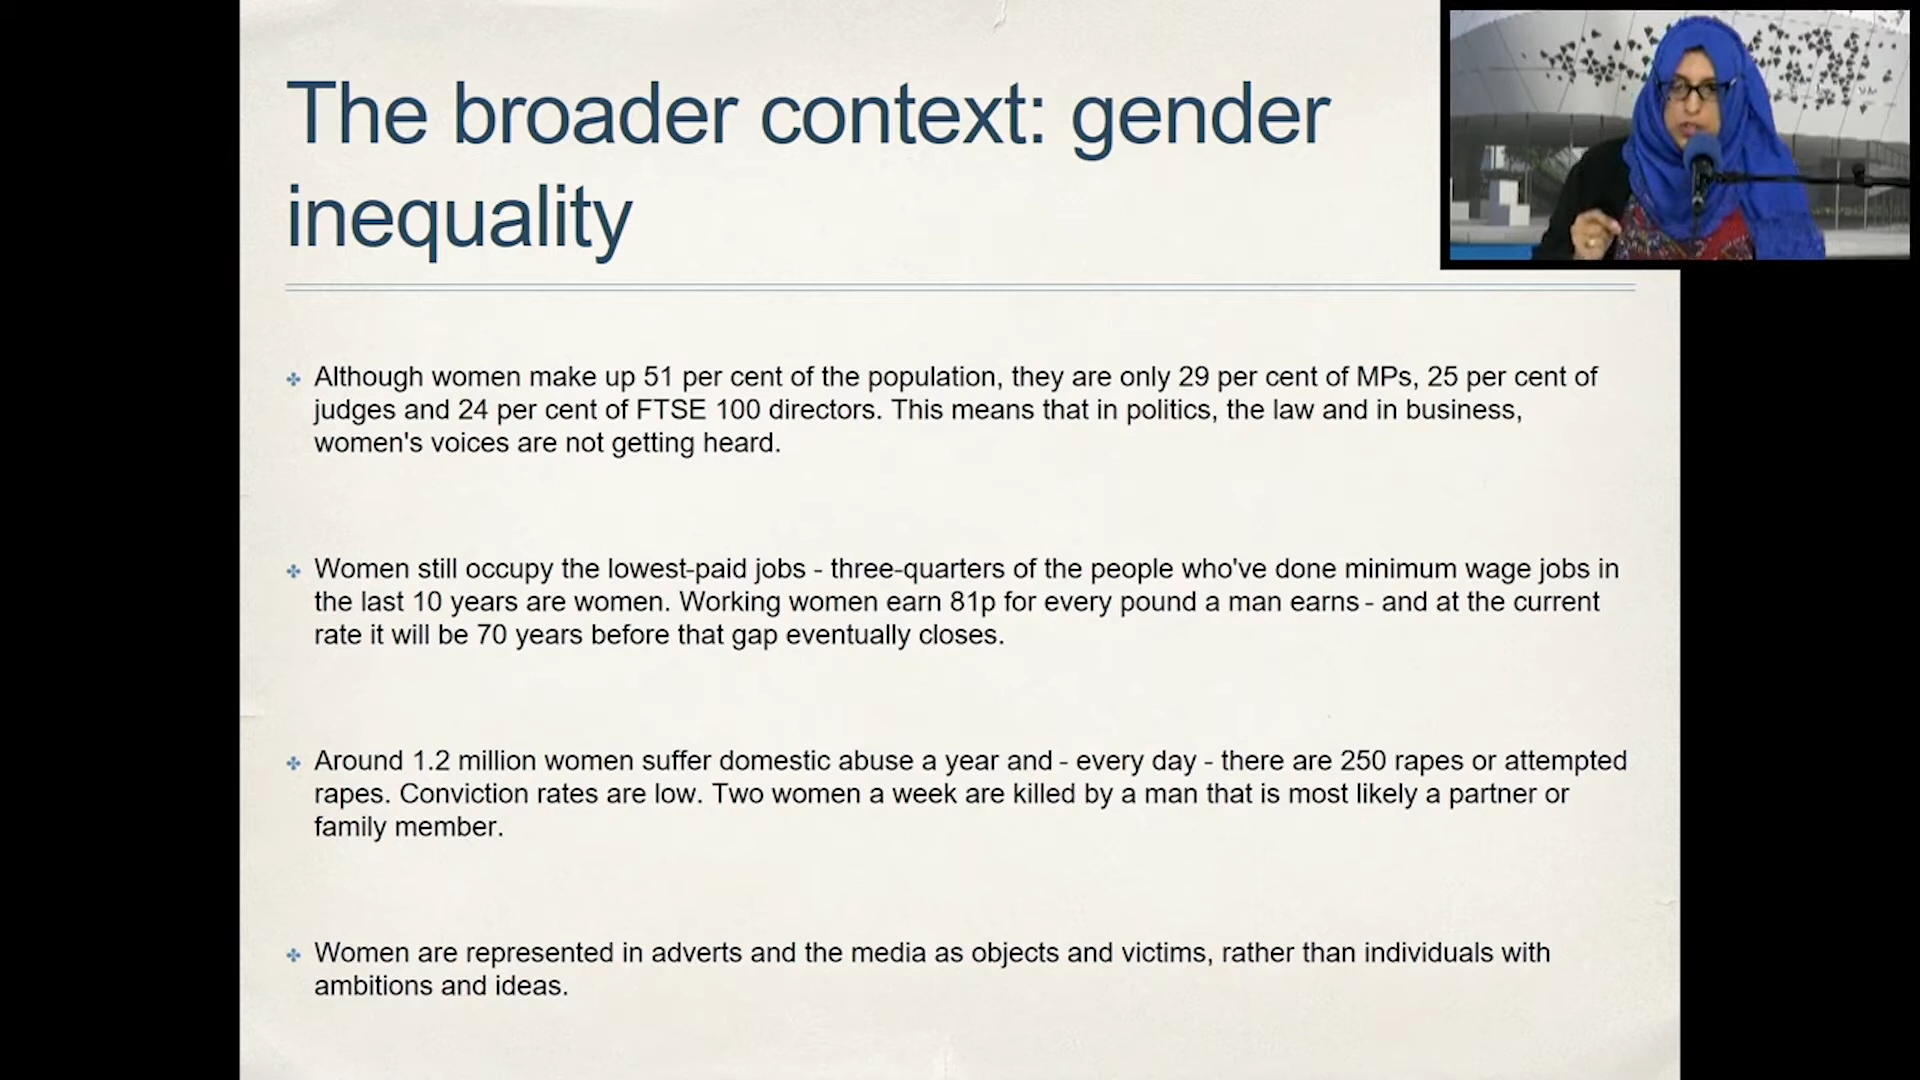 The broader context: gender
inequality
Although women make up 51 per cent of the population, they are only 29 per cent of MPs, 25 per cent of
judges and 24 per cent of FTSE 100 directors. This means that in politics, the law and in business,
women's voices are not getting heard.
Women still occupy the lowest-paid jobs - three-quarters of the people who've done minimum wage jobs in
the last 10 years are women. Working women earn 81p for every pound a man earns - and at the current
rate it will be 70 years before that gap eventually closes.
Around 1.2 million women suffer domestic abuse a year and - every day - there are 250 rapes or attempted
rapes. Conviction rates are low. Two women a week are killed by a man that is most likely a partner or
family member.
Women are represented in adverts and the media as objects and victims, rather than individuals with
ambitions and ideas.